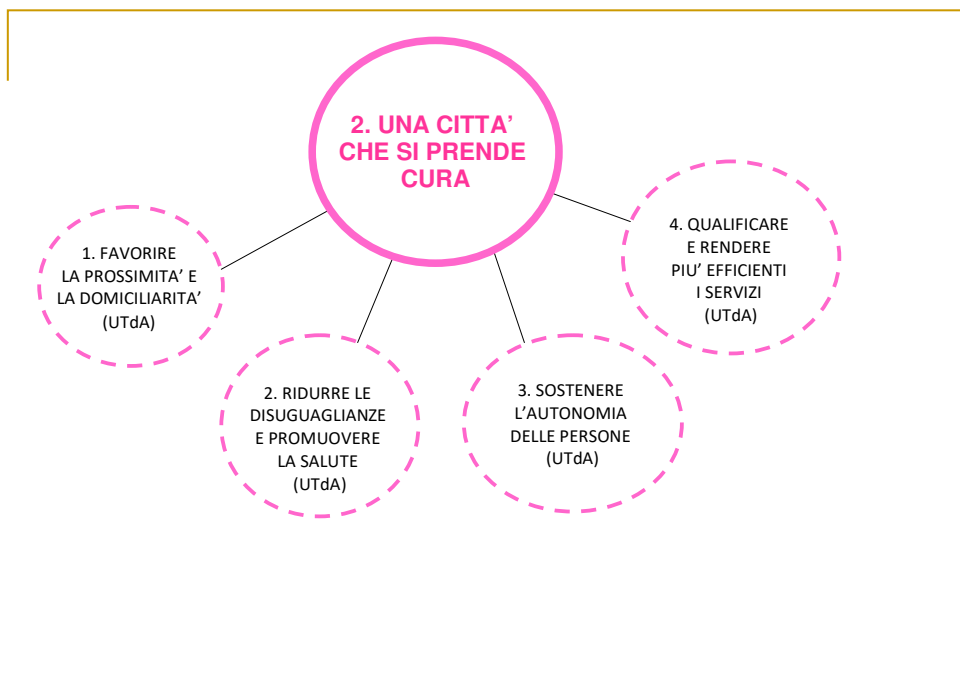 2. UNA CITTA’
CHE SI PRENDE
CURA
1. FAVORIRE
LA PROSSIMITA’ E
LA DOMICILIARITA’
(UTdA)
2. RIDURRE LE
DISUGUAGLIANZE
E PROMUOVERE
LA SALUTE
(UTdA)
3. SOSTENERE
L’AUTONOMIA
DELLE PERSONE
(UTdA)
4. QUALIFICARE
E RENDERE
PIU’ EFFICIENTI
I SERVIZI
(UTdA)